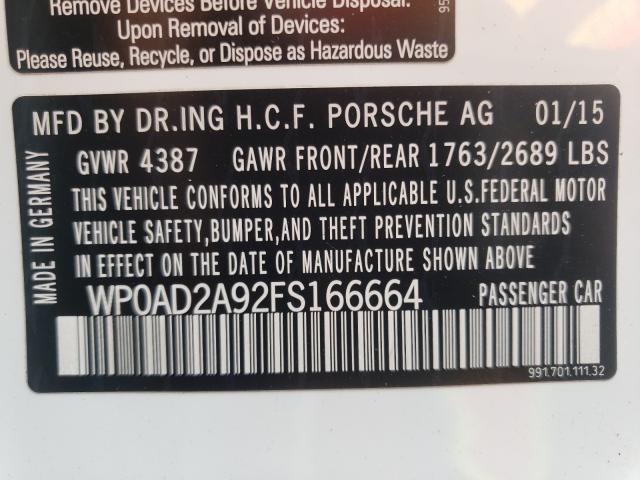 Remove Devices Before Vehicle Disposal.
Upon Removal of Devices:
Please Reuse, Recycle, or Dispose as Hazardous Waste
95
MFD BY DR.ING H.C.F. PORSCHE AG 01/15
GVWR 4387 GAWR FRONT/REAR 1763/2689 LBS
THIS VEHICLE CONFORMS TO ALL APPLICABLE U.S.FEDERAL MOTOR
VEHICLE SAFETY,BUMPER,AND THEFT PREVENTION STANDARDS
IN EFFECT ON THE DATE OF MANUFACTURE SHOWN ABOVE
WP0AD2A92FS166664 PASSENGER CAR
991.701.111.32
MADE IN GERMANY